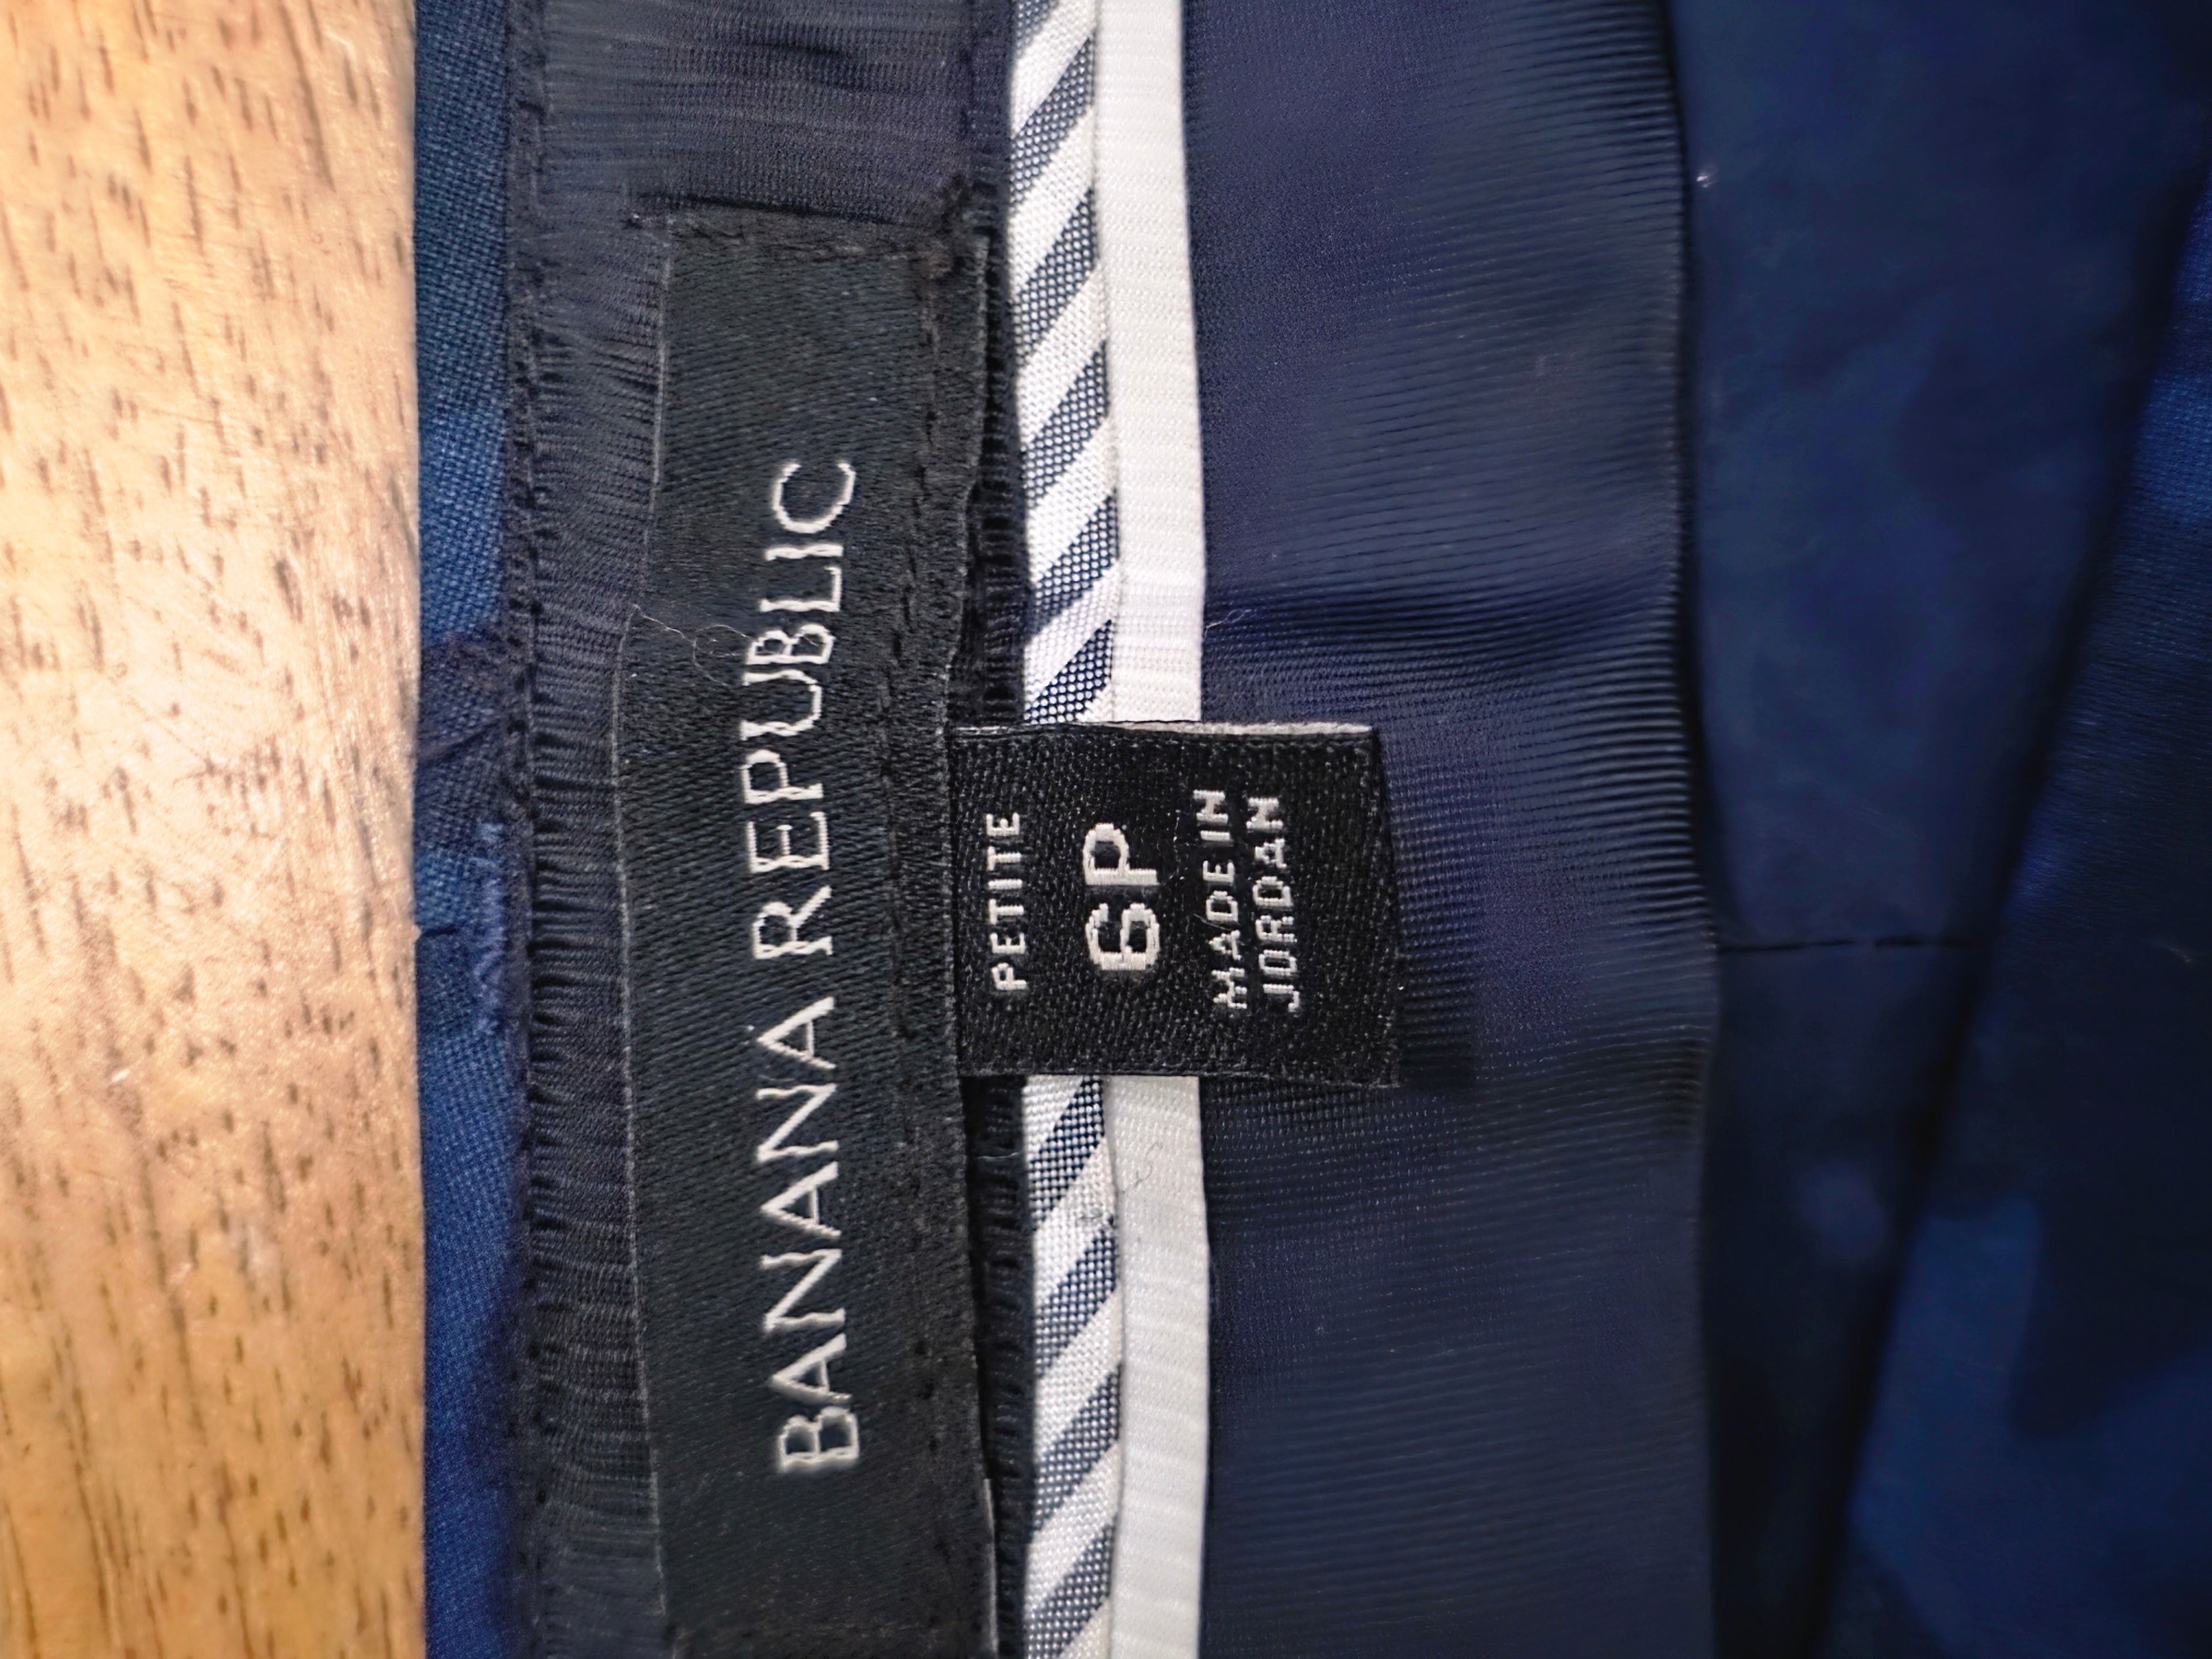 BANANA REPUBLIC
PETITE
6P
MADE IN
JORDAN